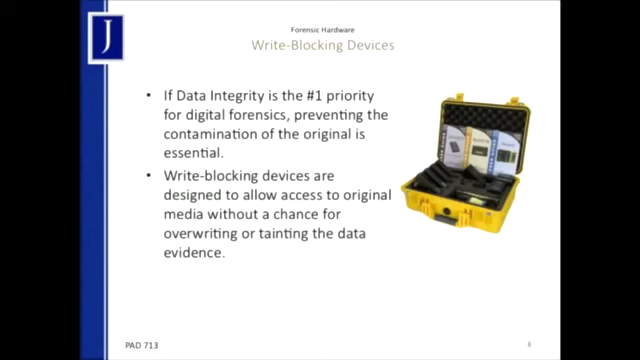 J
Forensic Hardware
Write-Blocking Devices
• If Data Integrity is the #1 priority
for digital forensics, preventing the
contamination of the original is
essential.
• Write-blocking devices are
designed to allow access to original
media without a chance for
overwriting or tainting the data
evidence.
PAD 713
8